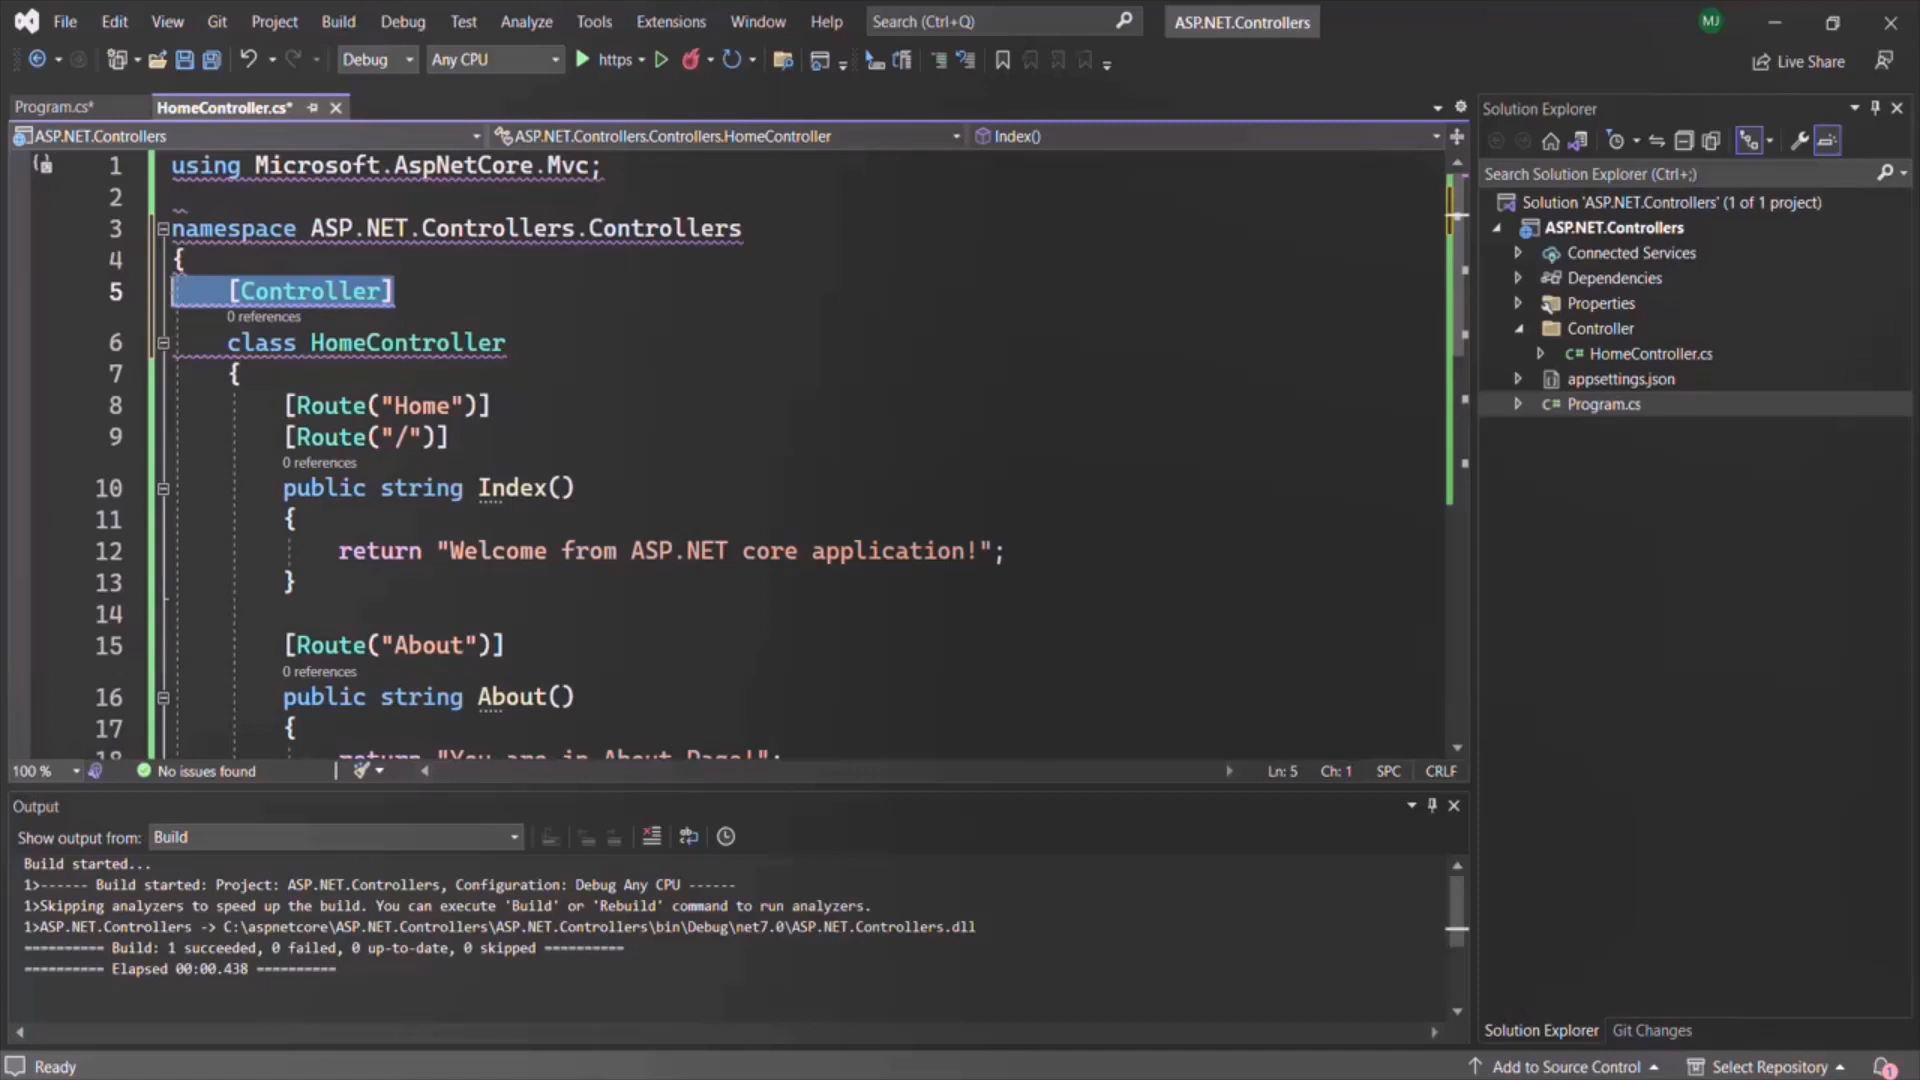 File Edit View Git Project Build Debug Test Analyze Tools Extensions Window Help Search (Ctrl+Q) ASP.NET.Controllers MJ
Debug Any CPU https Live Share
Program.cs* HomeController.cs*
ASP.NET.Controllers ASP.NET.Controllers.Controllers.HomeController Index()
1 using Microsoft.AspNetCore.Mvc;
2
3 namespace ASP.NET.Controllers.Controllers
4 {
5 [Controller]
0 references
6 class HomeController
7 {
8 [Route("Home")]
9 [Route("/")]
0 references
10 public string Index()
11 {
12 return "Welcome from ASP.NET core application!";
13 }
14
15 [Route("About")]
0 references
16 public string About()
17 {
18 return "You are in About Page!";
100 % No issues found Ln: 5 Ch: 1 SPC CRLF
Output
Show output from: Build
Build started...
1>------ Build started: Project: ASP.NET.Controllers, Configuration: Debug Any CPU ------
1>Skipping analyzers to speed up the build. You can execute 'Build' or 'Rebuild' command to run analyzers.
1>ASP.NET.Controllers -> C:\aspnetcore\ASP.NET.Controllers\ASP.NET.Controllers\bin\Debug\net7.0\ASP.NET.Controllers.dll
========== Build: 1 succeeded, 0 failed, 0 up-to-date, 0 skipped ==========
========== Elapsed 00:00.438 ==========
Solution Explorer
Search Solution Explorer (Ctrl+;)
Solution 'ASP.NET.Controllers' (1 of 1 project)
ASP.NET.Controllers
Connected Services
Dependencies
Properties
Controller
C# HomeController.cs
appsettings.json
C# Program.cs
Solution Explorer Git Changes
Ready Add to Source Control Select Repository 1